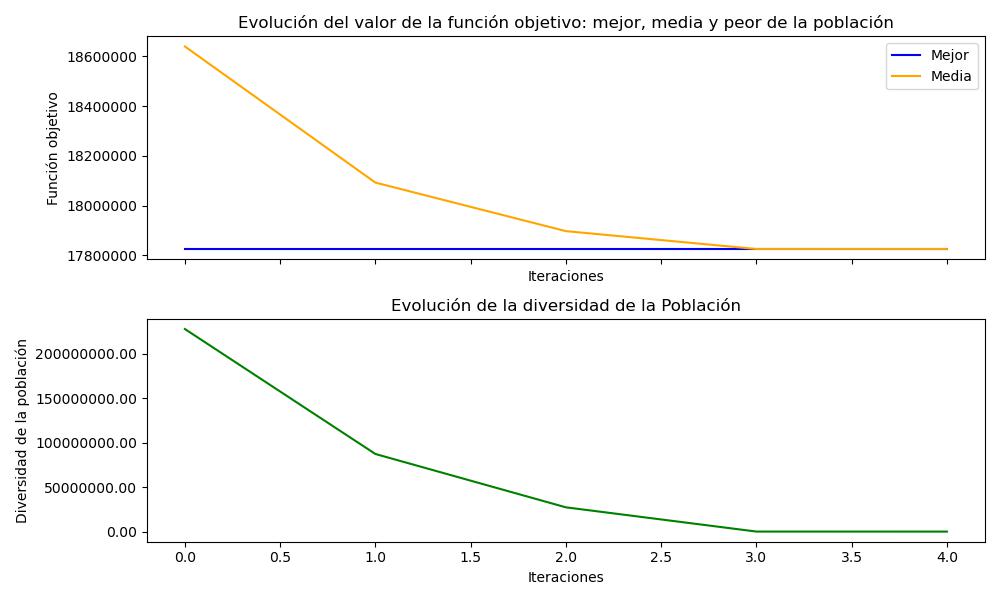 Evolución del valor de la función objetivo: mejor, media y peor de la población
Función objetivo
18600000
18400000
18200000
18000000
17800000
Mejor
Media
Iteraciones
Evolución de la diversidad de la Población
Diversidad de la población
200000000.00
150000000.00
100000000.00
50000000.00
0.00
0.0 0.5 1.0 1.5 2.0 2.5 3.0 3.5 4.0
Iteraciones